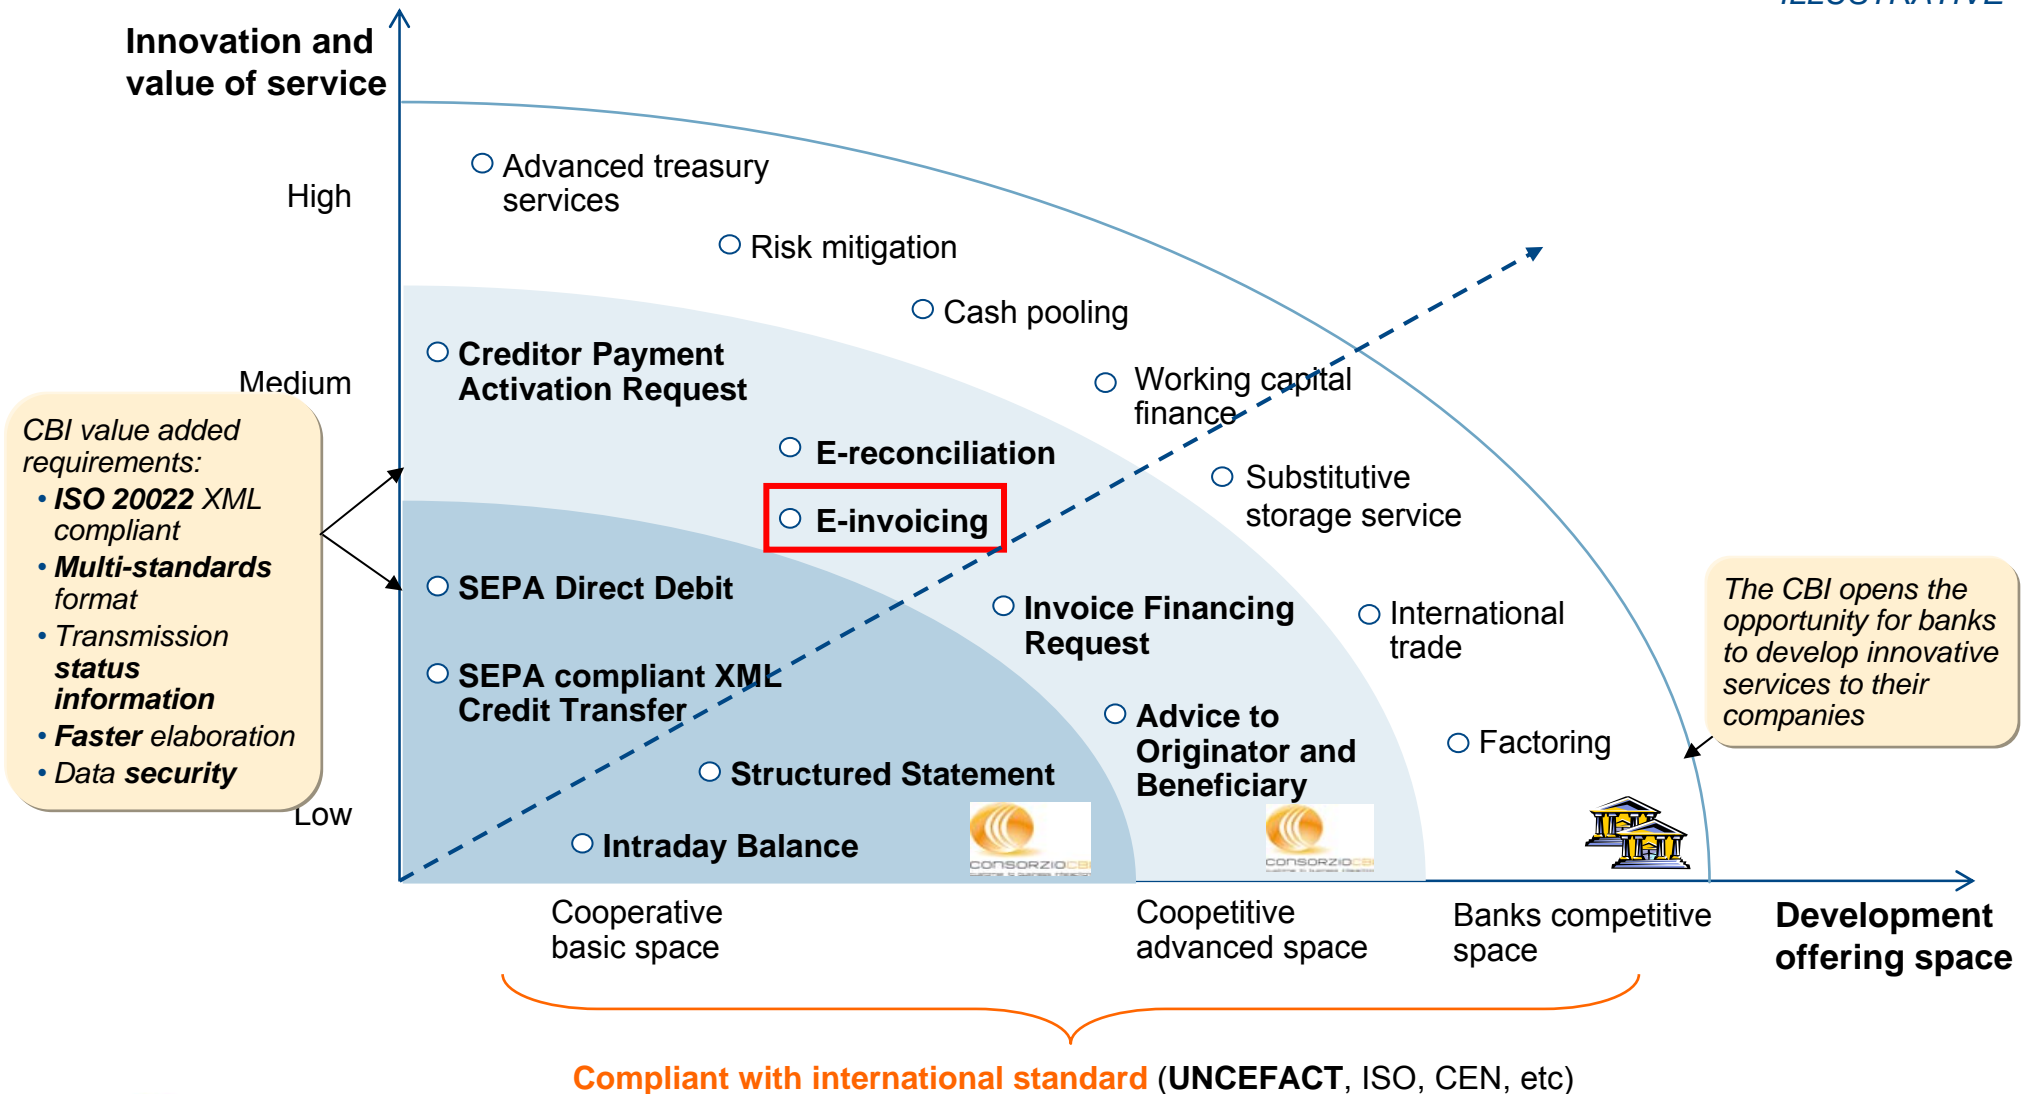 ILLUSTRATIVE
Innovation and
value of service
High
Advanced treasury
services
Risk mitigation
Cash pooling
Medium
Creditor Payment
Activation Request
Working capital
finance
E-reconciliation
E-invoicing
Substitutive
storage service
CBI value added
requirements:
• ISO 20022 XML
compliant
• Multi-standards
format
• Transmission
status
information
• Faster elaboration
• Data security
SEPA Direct Debit
Invoice Financing
Request
International
trade
The CBI opens the
opportunity for banks
to develop innovative
services to their
companies
SEPA compliant XML
Credit Transfer
Advice to
Originator and
Beneficiary
Factoring
Structured Statement
Low
Intraday Balance
CONSORZIOCBI
CONSORZIOCBI
Cooperative
basic space
Coopetitive
advanced space
Banks competitive
space
Development
offering space
Compliant with international standard (UNCEFACT, ISO, CEN, etc)